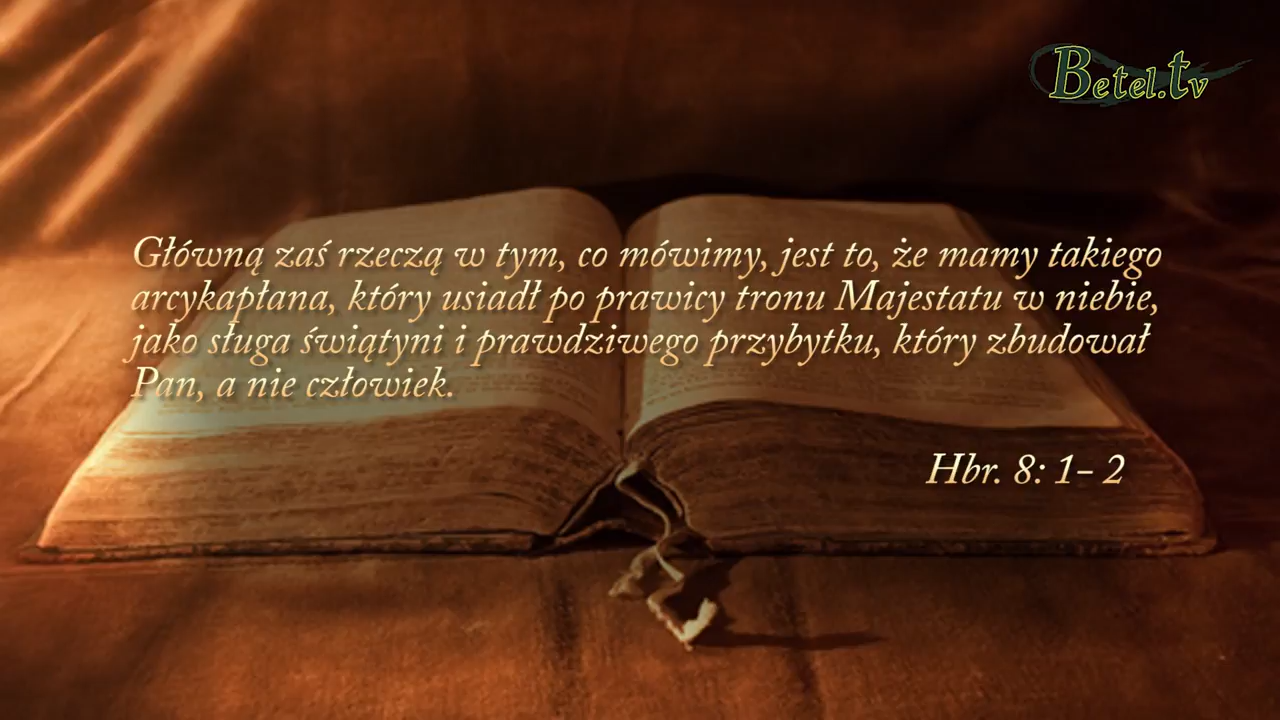 Betel.tv
Główną zaś rzeczą w tym, co mówimy, jest to, że mamy takiego
arcykapłana, który usiadł po prawicy tronu Majestatu w niebie,
jako sługa świątyni i prawdziwego przybytku, który zbudował
Pan, a nie człowiek.
Hbr. 8: 1- 2